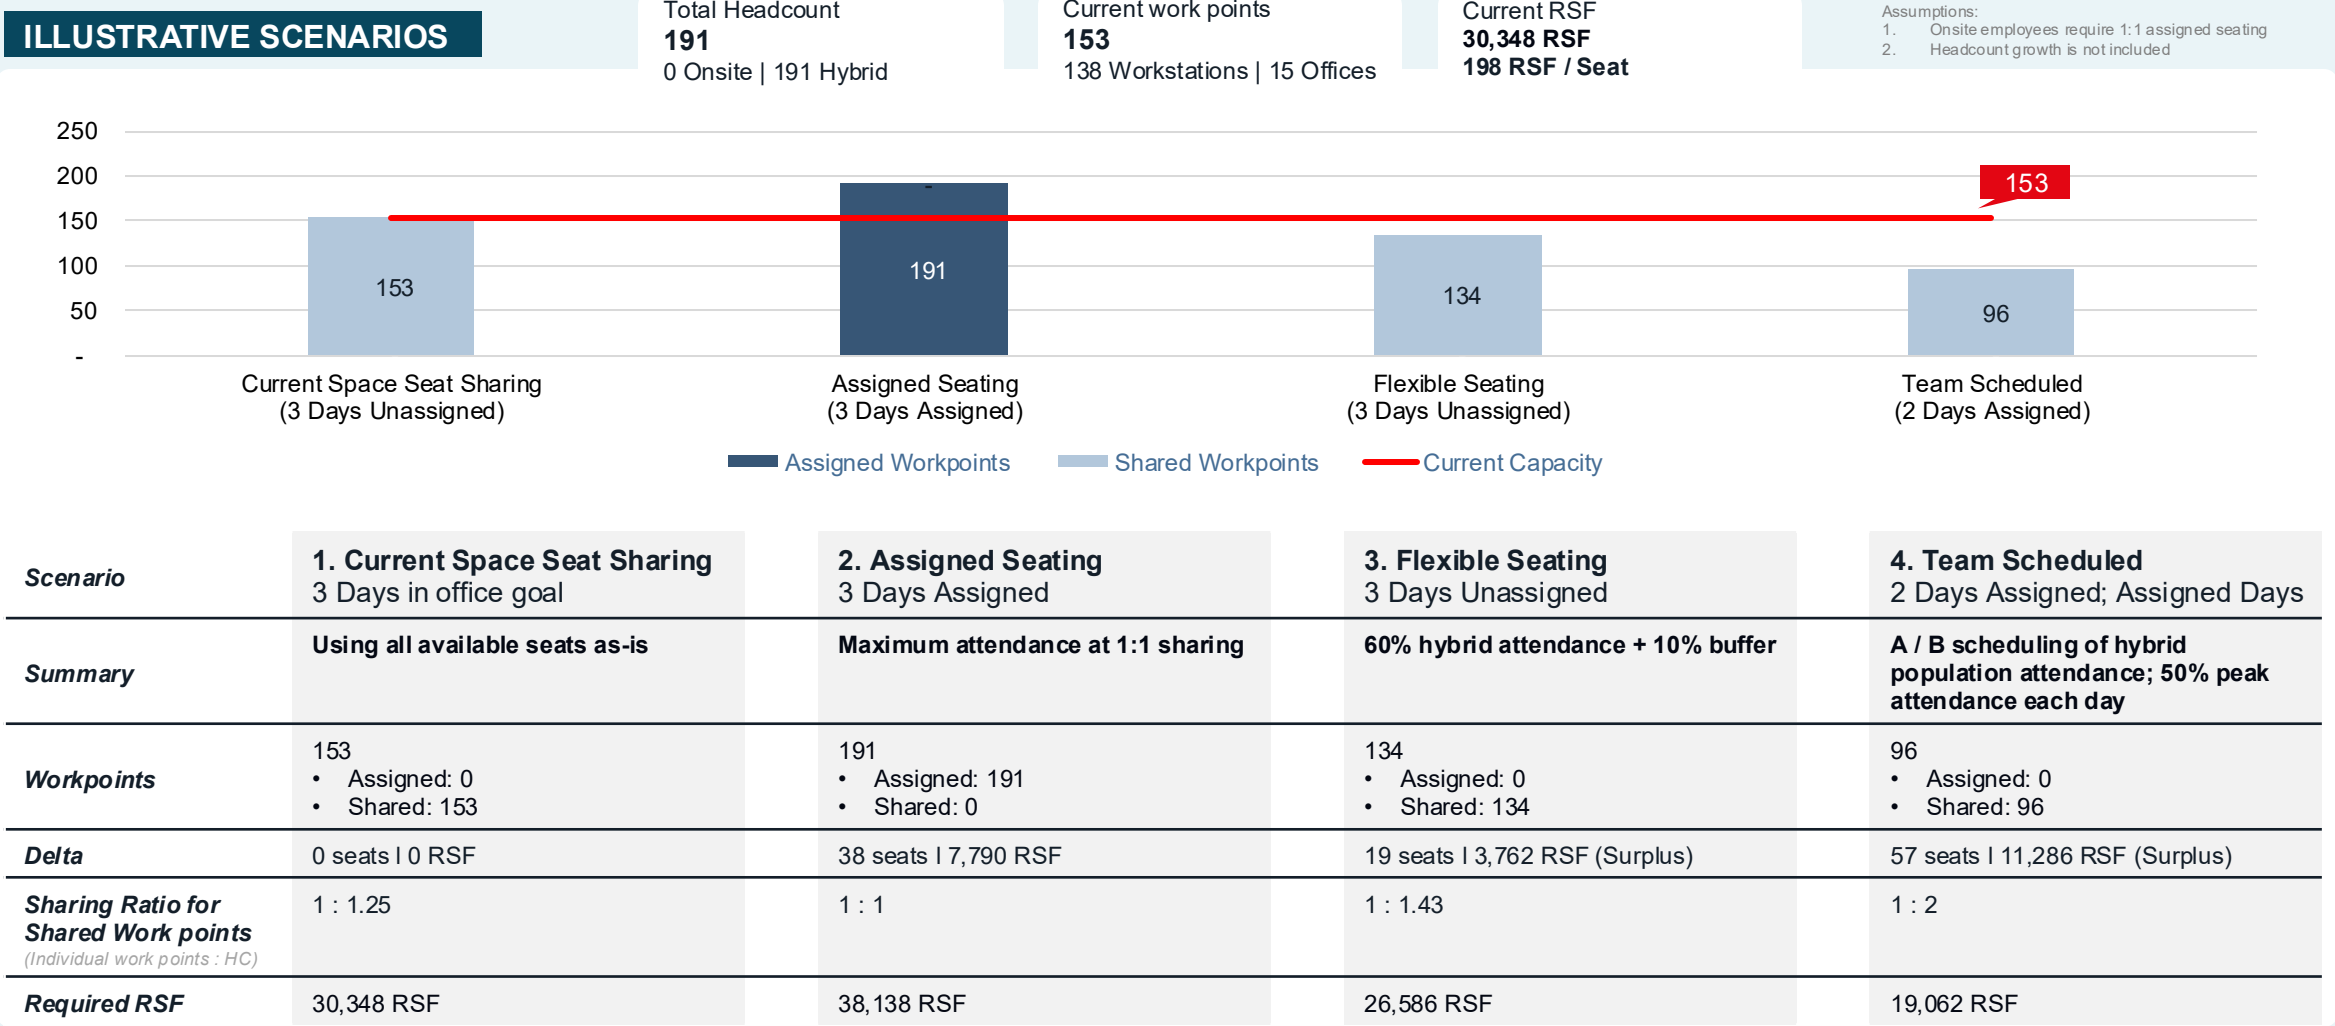 ILLUSTRATIVE SCENARIOS
Total Headcount
191
0 Onsite | 191 Hybrid
Current work points
153
138 Workstations | 15 Offices
Current RSF
30,348 RSF
198 RSF / Seat
Assumptions:
1. Onsite employees require 1:1 assigned seating
2. Headcount growth is not included
250
200
150
100
50
-
153
-
191
134
96
153
Current Space Seat Sharing
(3 Days Unassigned)
Assigned Seating
(3 Days Assigned)
Flexible Seating
(3 Days Unassigned)
Team Scheduled
(2 Days Assigned)
Assigned Workpoints
Shared Workpoints
Current Capacity
Scenario
1. Current Space Seat Sharing
3 Days in office goal
2. Assigned Seating
3 Days Assigned
3. Flexible Seating
3 Days Unassigned
4. Team Scheduled
2 Days Assigned; Assigned Days
Summary
Using all available seats as-is
Maximum attendance at 1:1 sharing
60% hybrid attendance + 10% buffer
A / B scheduling of hybrid
population attendance; 50% peak
attendance each day
Workpoints
153
• Assigned: 0
• Shared: 153
191
• Assigned: 191
• Shared: 0
134
• Assigned: 0
• Shared: 134
96
• Assigned: 0
• Shared: 96
Delta
0 seats l 0 RSF
38 seats l 7,790 RSF
19 seats l 3,762 RSF (Surplus)
57 seats l 11,286 RSF (Surplus)
Sharing Ratio for
Shared Work points
(Individual work points : HC)
1 : 1.25
1 : 1
1 : 1.43
1 : 2
Required RSF
30,348 RSF
38,138 RSF
26,586 RSF
19,062 RSF